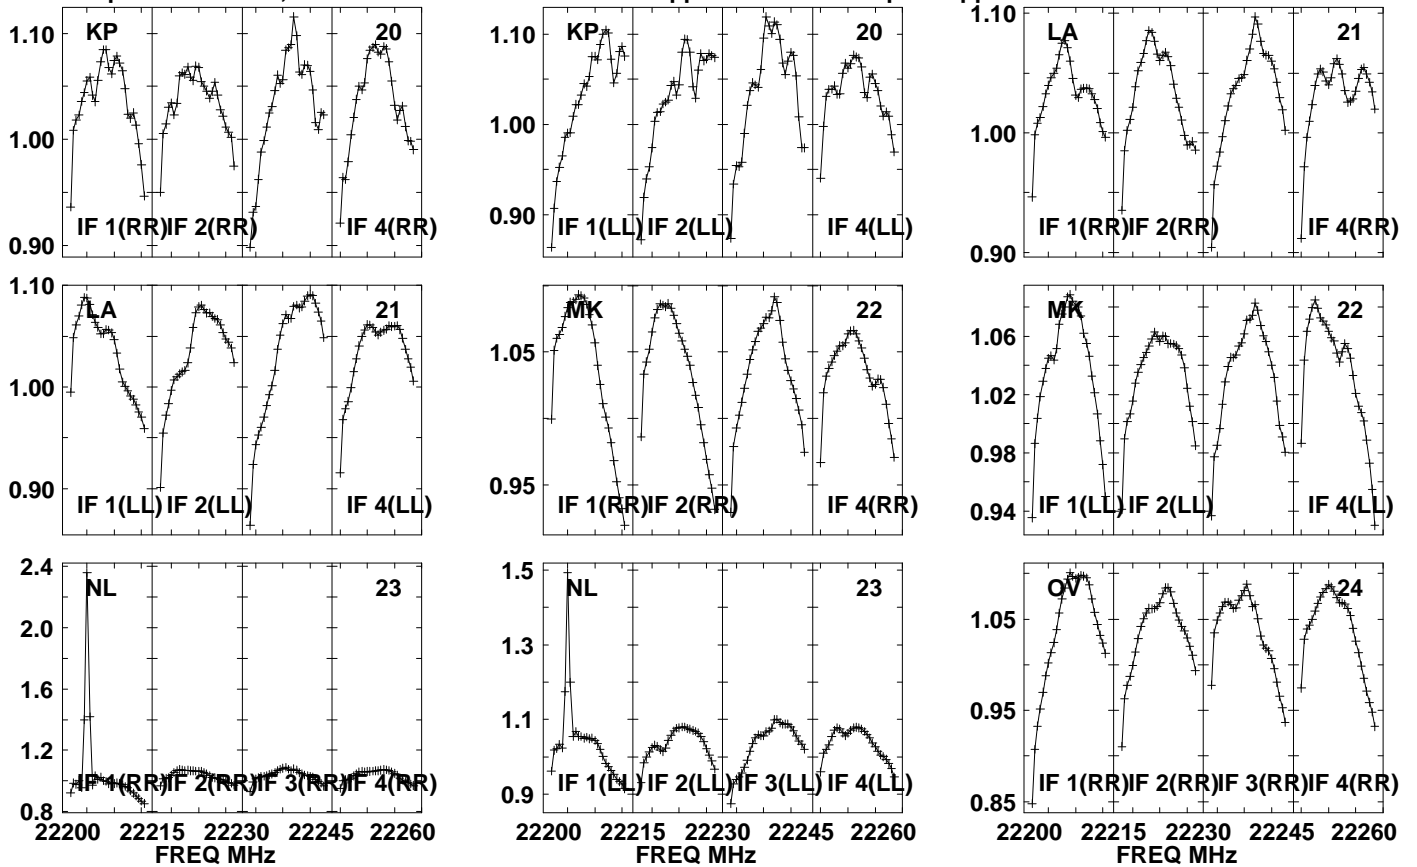 KP 20 KP 20 LA 21
1.10 1.10 1.10
1.00 1.00 1.00
0.90 0.90 0.90
IF 1(RR) IF 2(RR) IF 4(RR) IF 1(LL) IF 2(LL) IF 4(LL) IF 1(RR) IF 2(RR) IF 4(RR)
LA 21 MK 22 MK 22
1.10 1.05 1.06
1.00 0.95 1.02
0.90 0.98
0.94
IF 1(LL) IF 2(LL) IF 4(LL) IF 1(RR) IF 2(RR) IF 4(RR) IF 1(LL) IF 2(LL) IF 4(LL)
NL 23 NL 23 OV 24
2.4 1.5 1.05
2.0 1.3 0.95
1.6 1.1 0.85
1.2 0.9
0.8
IF 1(RR) IF 2(RR) IF 3(RR) IF 4(RR) IF 1(LL) IF 2(LL) IF 3(LL) IF 4(LL) IF 1(RR) IF 2(RR) IF 3(RR) IF 4(RR)
22200 22215 22230 22245 22260 22200 22215 22230 22245 22260 22200 22215 22230 22245 22260
FREQ MHz FREQ MHz FREQ MHz